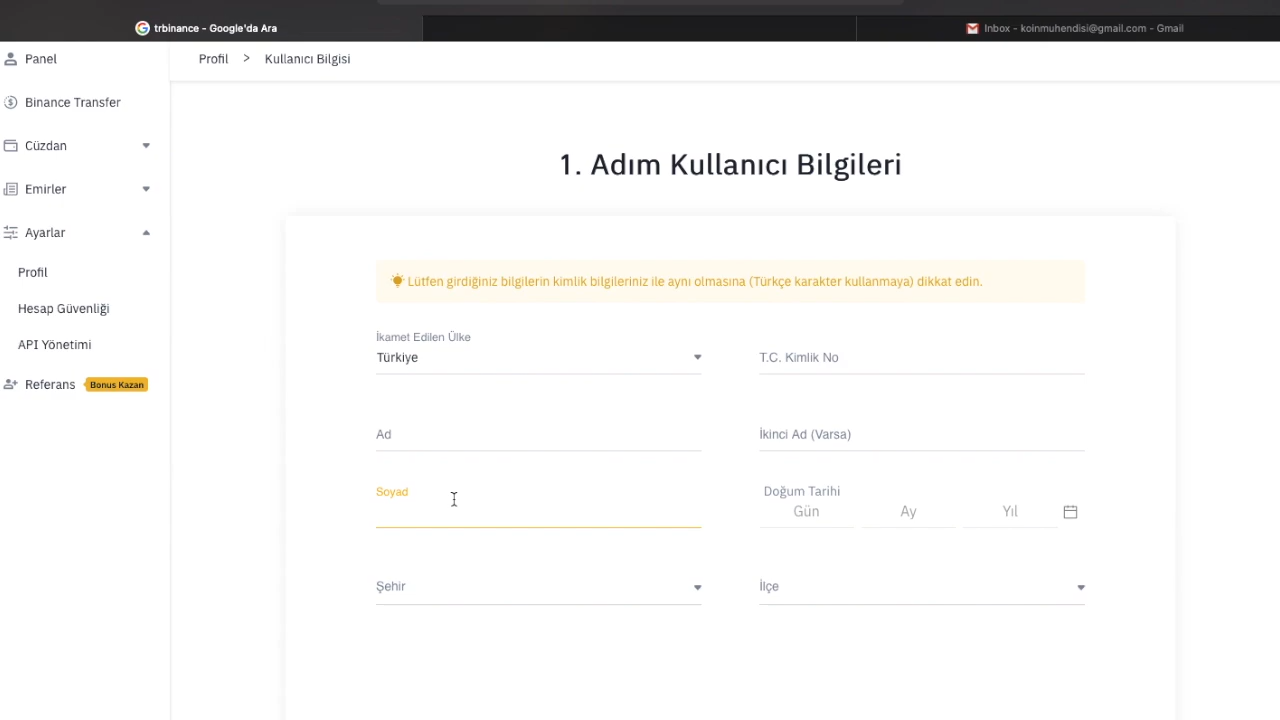 trbinance - Google'da Ara
Inbox - koinmuhendisi@gmail.com - Gmail
Panel
Binance Transfer
Cüzdan
Emirler
Ayarlar
Profil
Hesap Güvenliği
API Yönetimi
Referans Bonus Kazan
Profil > Kullanıcı Bilgisi
1. Adım Kullanıcı Bilgileri
Lütfen girdiğiniz bilgilerin kimlik bilgileriniz ile aynı olmasına (Türkçe karakter kullanmaya) dikkat edin.
İkamet Edilen Ülke
Türkiye
T.C. Kimlik No
Ad
İkinci Ad (Varsa)
Soyad
Doğum Tarihi
Gün Ay Yıl
Şehir
İlçe